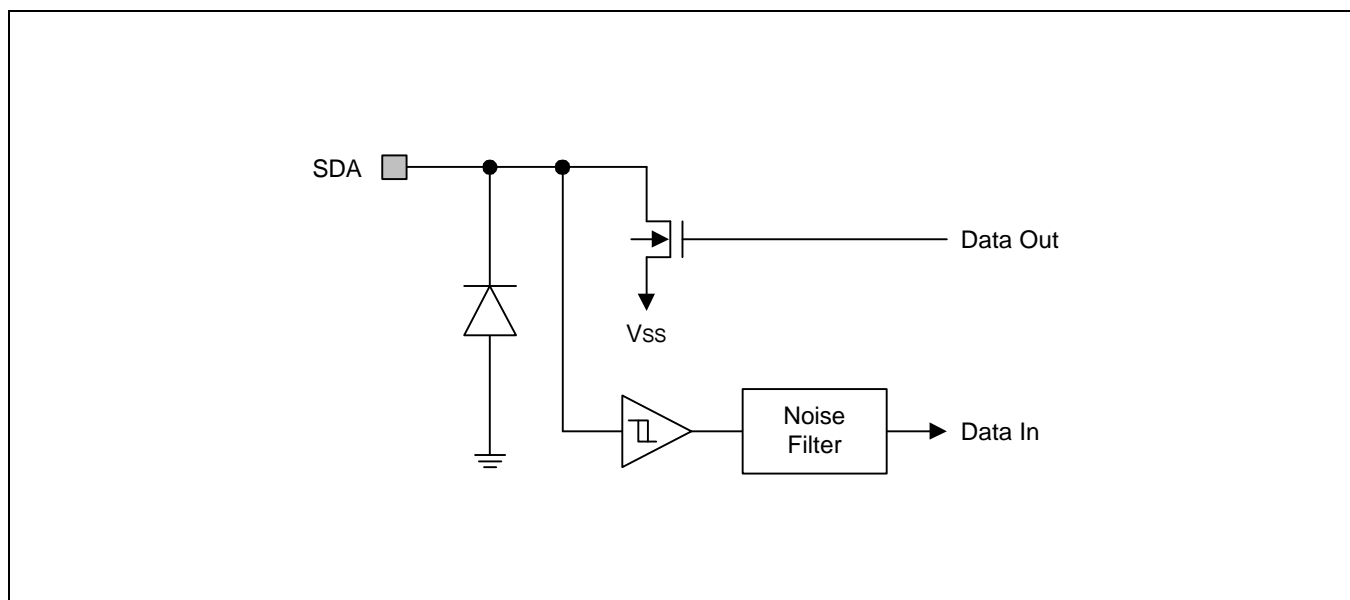 SDA
Data Out
VSS
Noise
Filter
Data In